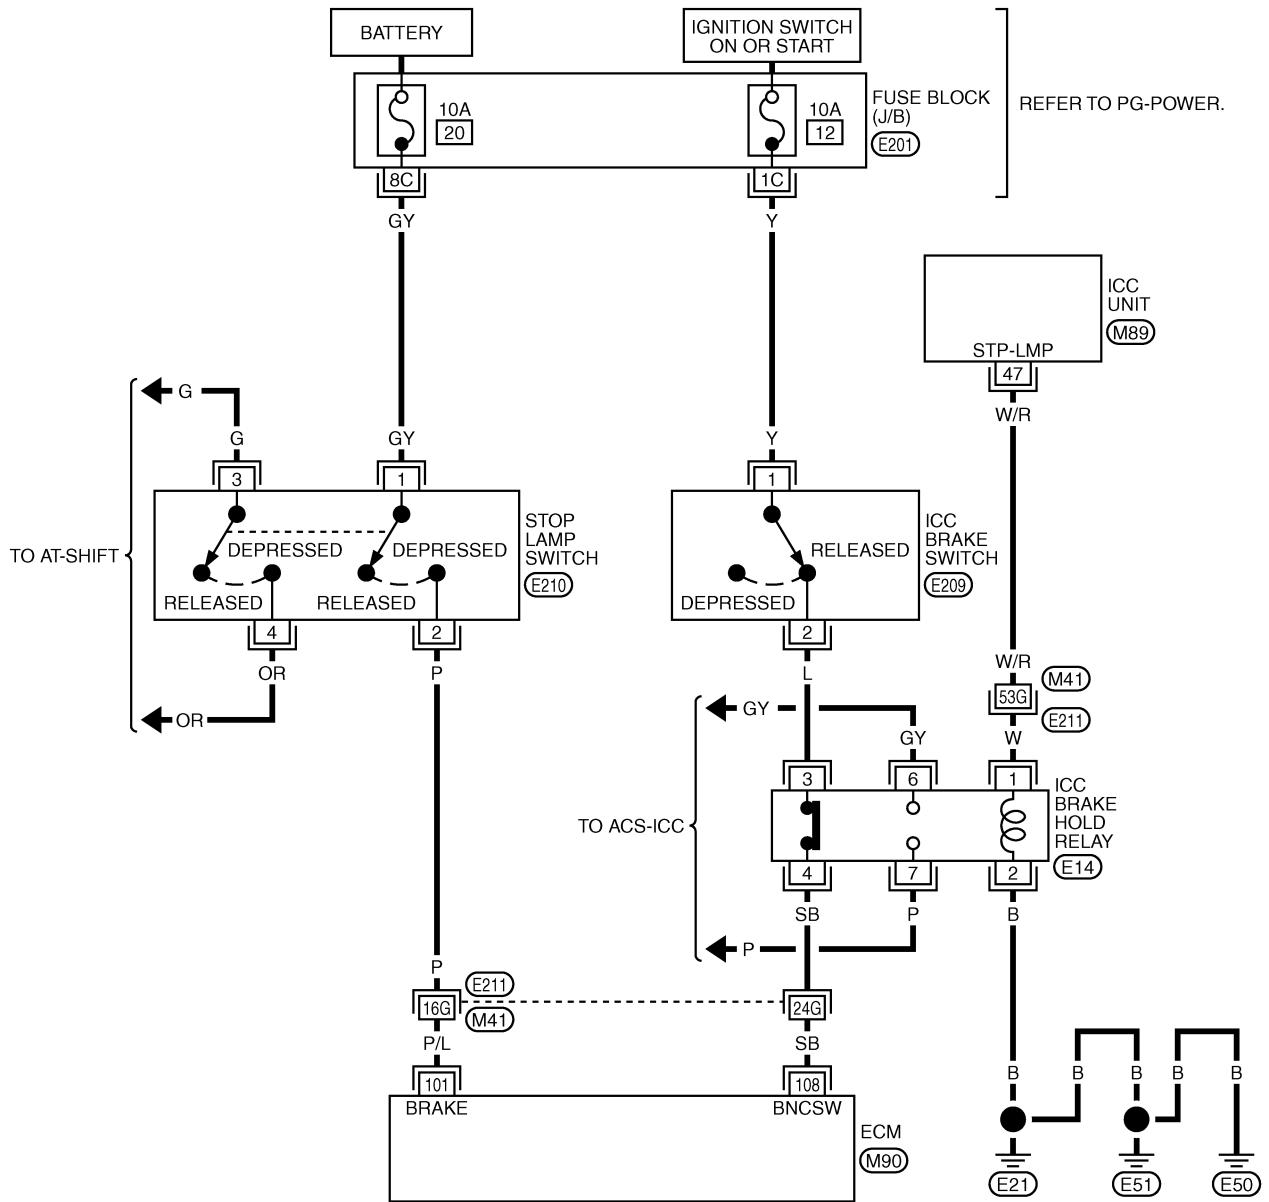 BATTERY
IGNITION SWITCH
ON OR START
10A
20
10A
12
FUSE BLOCK
(J/B)
E201
REFER TO PG-POWER.
8C
1C
GY
Y
ICC
UNIT
M89
STP-LMP
47
W/R
G
G
GY
Y
3
1
1
STOP
LAMP
SWITCH
E210
DEPRESSED
DEPRESSED
RELEASED
RELEASED
TO AT-SHIFT
ICC
BRAKE
SWITCH
E209
RELEASED
DEPRESSED
4
2
2
OR
P
L
OR
W/R
M41
53G
E211
W
GY
GY
3
6
1
ICC
BRAKE
HOLD
RELAY
E14
TO ACS-ICC
4
7
2
SB
P
B
P
P
E211
16G
M41
24G
P/L
SB
101
108
BRAKE
BNCSW
ECM
M90
B
B
B
B
B
E21
E51
E50